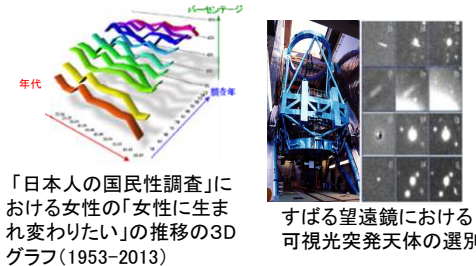 パーセンテージ
年代
調査年
「日本人の国民性調査」に
おける女性の「女性に生ま
れ変わりたい」の推移の3D
グラフ(1953-2013)
すばる望遠鏡における
可視光突発天体の選別